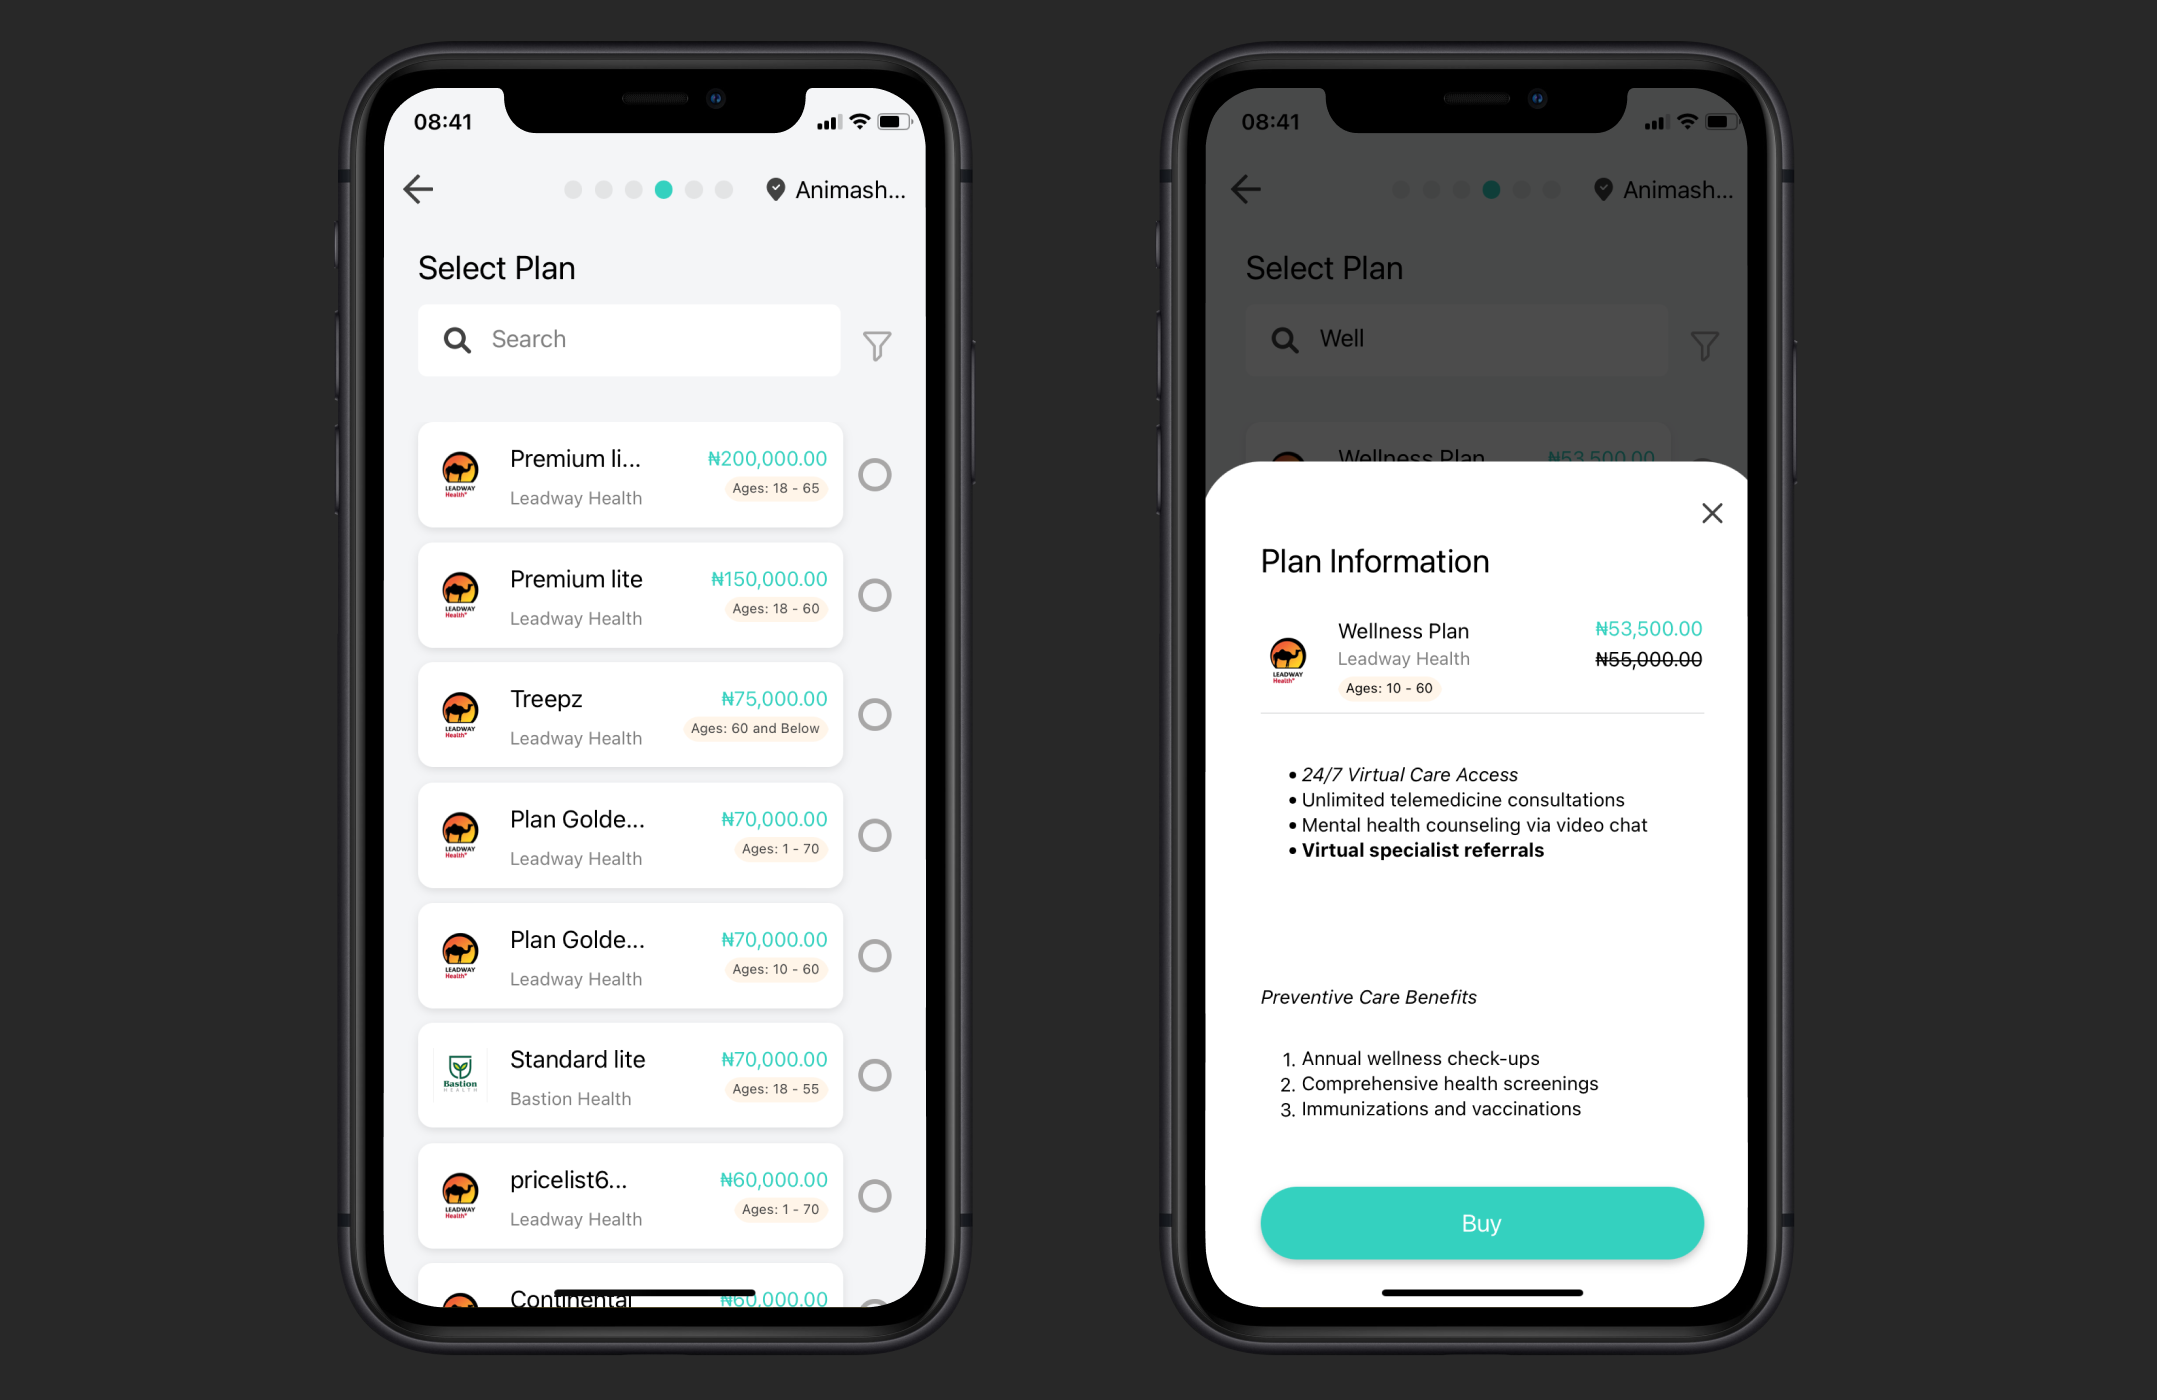 08:41
Animash...
Select Plan
Search
Premium li...
₦200,000.00
Ages: 18 - 65
LEADWAY
Health
Leadway Health
Premium lite
₦150,000.00
Ages: 18 - 60
LEADWAY
Health
Leadway Health
Treepz
₦75,000.00
Ages: 60 and Below
LEADWAY
Health
Leadway Health
Plan Golde...
₦70,000.00
Ages: 1 - 70
LEADWAY
Health
Leadway Health
Plan Golde...
₦70,000.00
Ages: 10 - 60
LEADWAY
Health
Leadway Health
Standard lite
₦70,000.00
Ages: 18 - 55
Bastion
HEALTH
Bastion Health
pricelist6...
₦60,000.00
Ages: 1 - 70
LEADWAY
Health
Leadway Health
Continental
₦60,000.00
08:41
Animash...
Select Plan
Well
Wellness Plan
₦53,500.00
Plan Information
Wellness Plan
₦53,500.00
Leadway Health
₦55,000.00
LEADWAY
Health
Ages: 10 - 60
• 24/7 Virtual Care Access
• Unlimited telemedicine consultations
• Mental health counseling via video chat
• Virtual specialist referrals
Preventive Care Benefits
1. Annual wellness check-ups
2. Comprehensive health screenings
3. Immunizations and vaccinations
Buy